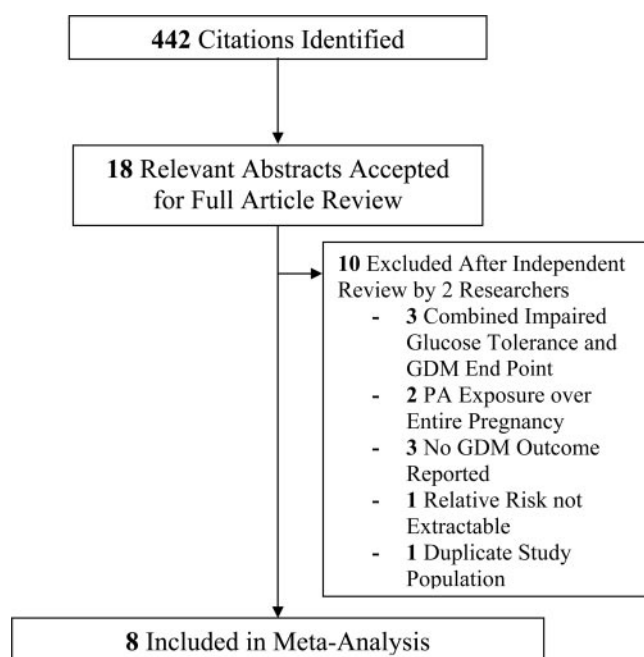 442 Citations Identified
18 Relevant Abstracts Accepted
for Full Article Review
10 Excluded After Independent
Review by 2 Researchers
- 3 Combined Impaired
Glucose Tolerance and
GDM End Point
- 2 PA Exposure over
Entire Pregnancy
- 3 No GDM Outcome
Reported
- 1 Relative Risk not
Extractable
- 1 Duplicate Study
Population
8 Included in Meta-Analysis